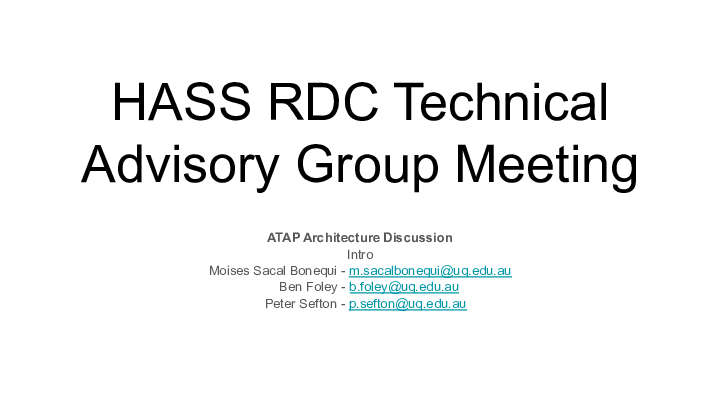 HASS RDC Technical
Advisory Group Meeting
ATAP Architecture Discussion
Intro
Moises Sacal Bonequi - m.sacalbonequi@uq.edu.au
Ben Foley - b.foley@uq.edu.au
Peter Sefton - p.sefton@uq.edu.au